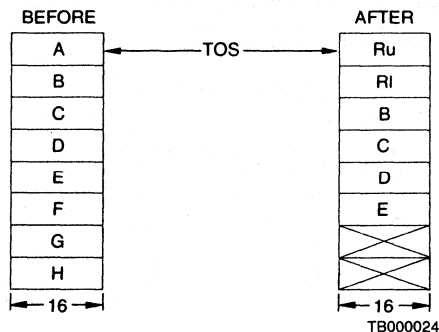 BEFORE AFTER
A TOS Ru
B Rl
C B
D C
E D
F E
G
H
16 16
TB000024